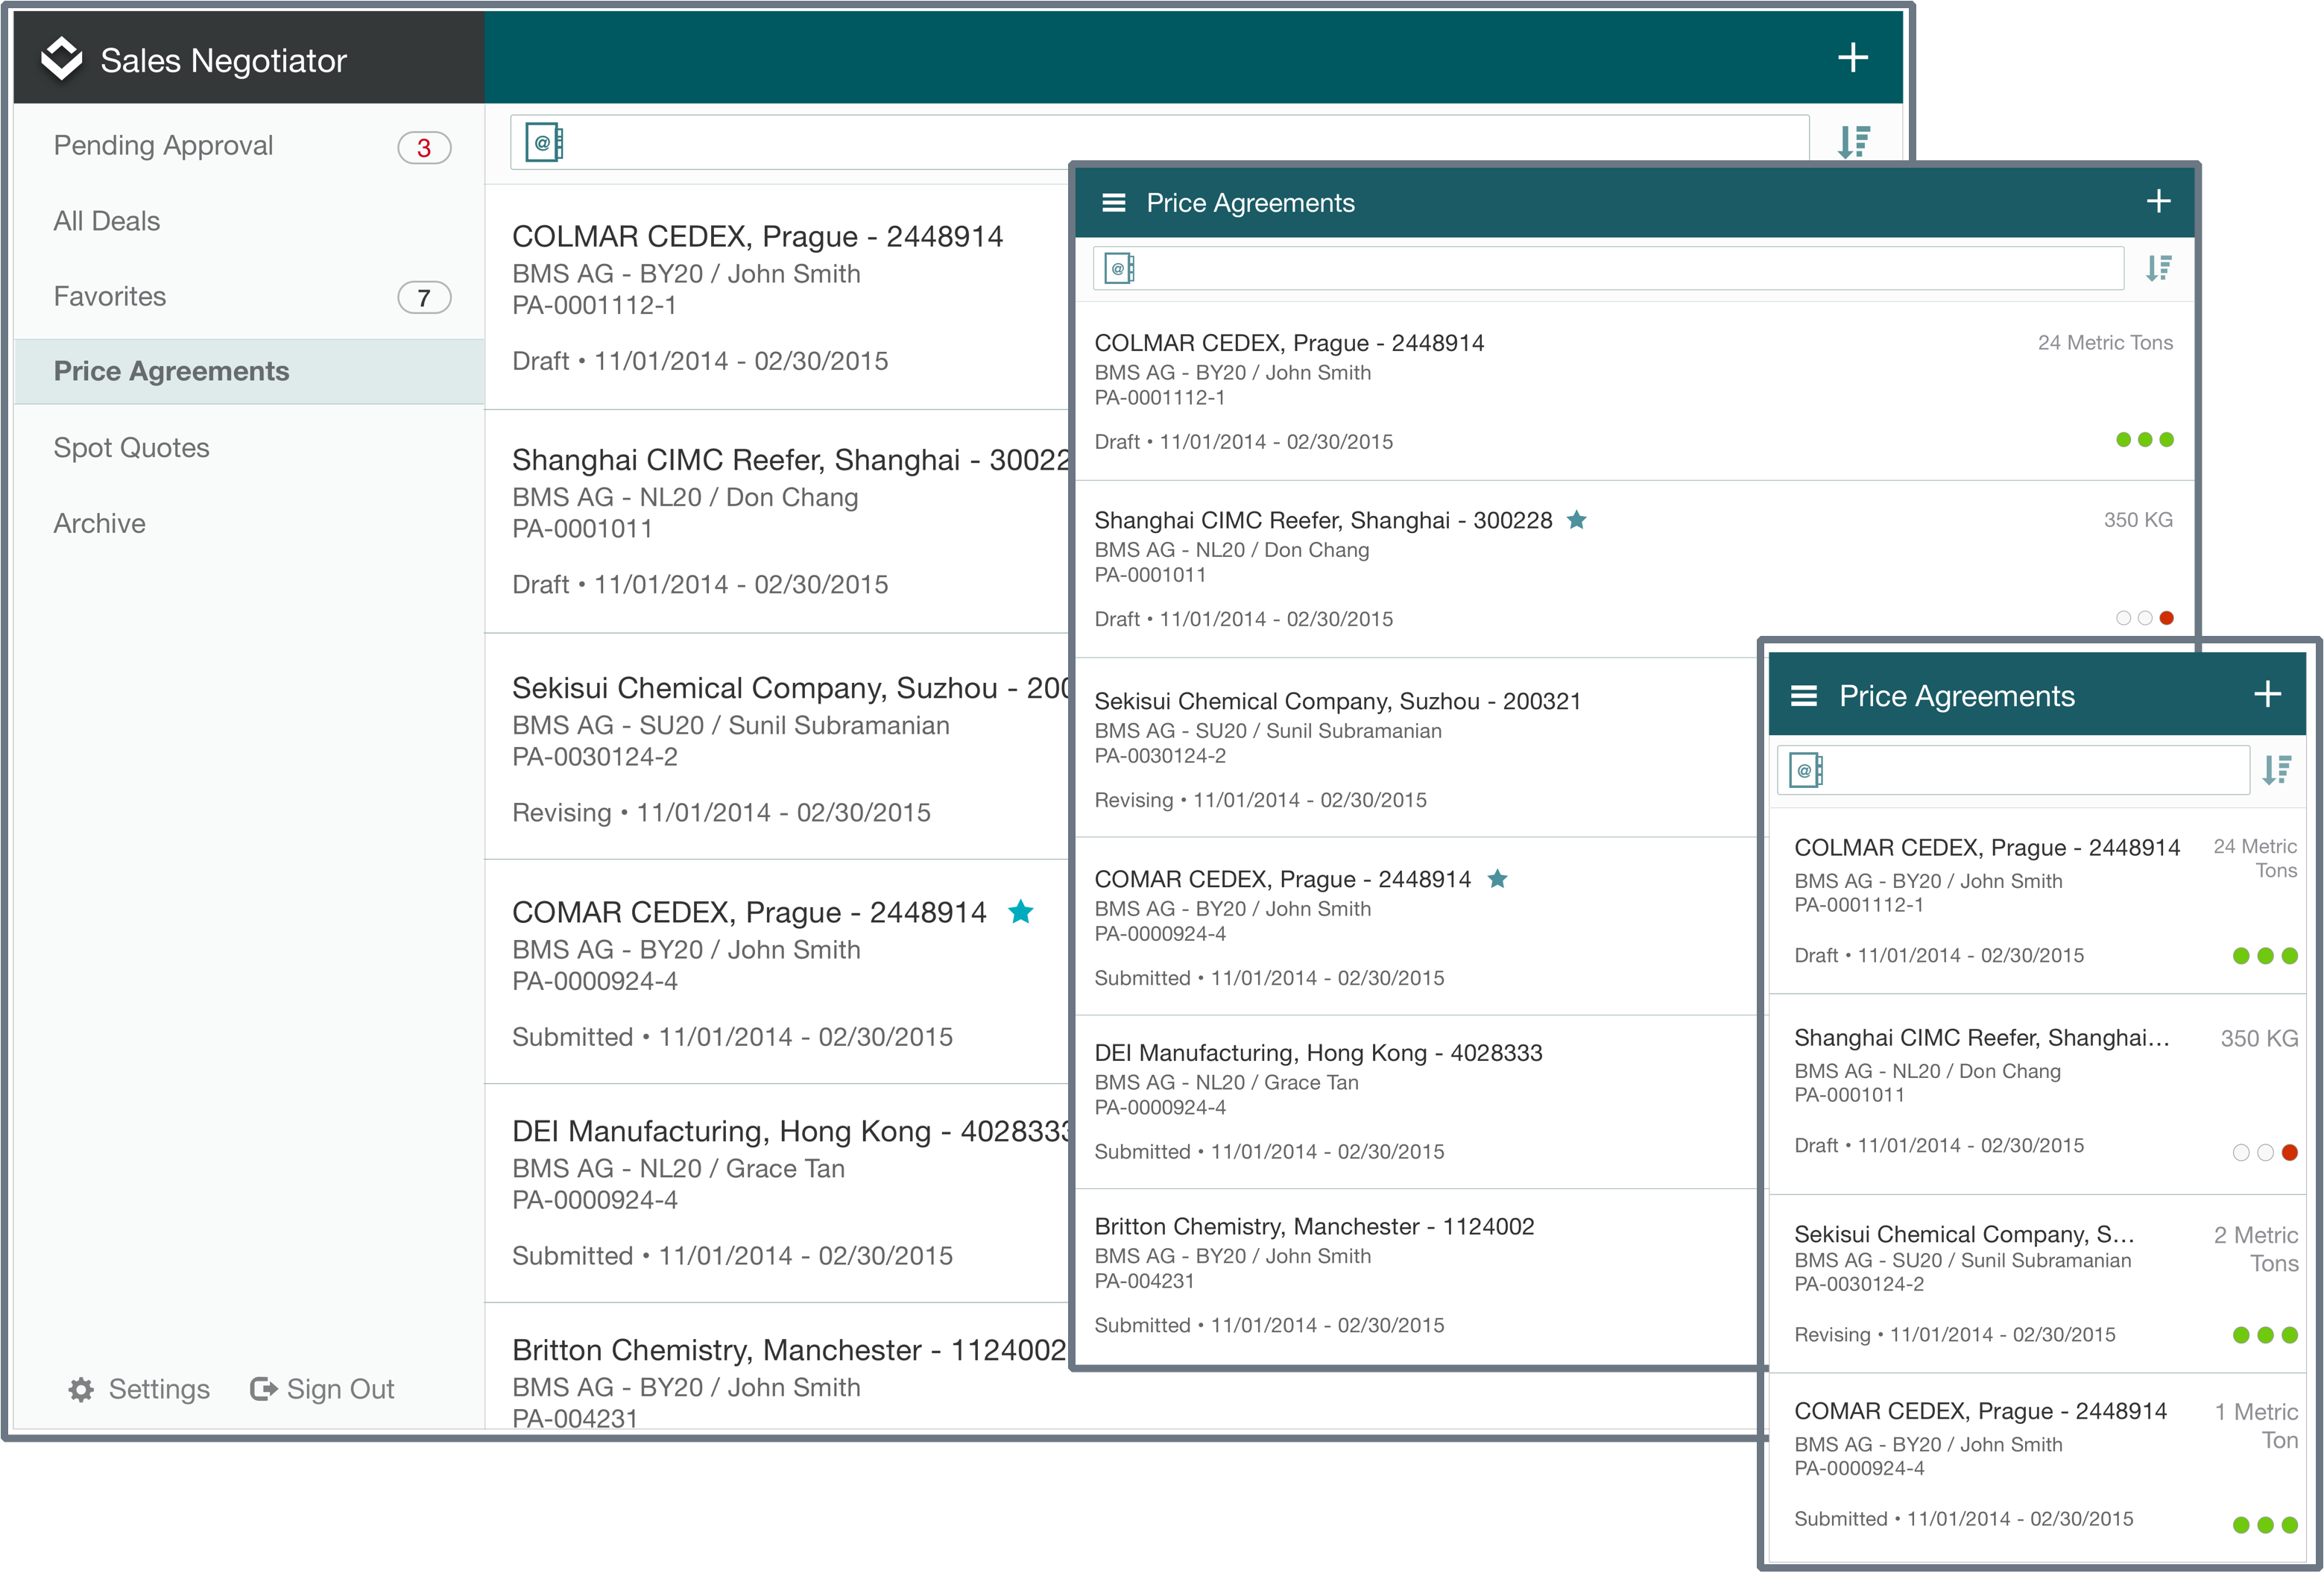 Sales Negotiator
Pending Approval 3
All Deals
Favorites 7
Price Agreements
Spot Quotes
Archive
Settings Sign Out
@
COLMAR CEDEX, Prague - 2448914
BMS AG - BY20 / John Smith
PA-0001112-1
Draft • 11/01/2014 - 02/30/2015
Shanghai CIMC Reefer, Shanghai - 30022
BMS AG - NL20 / Don Chang
PA-0001011
Draft • 11/01/2014 - 02/30/2015
Sekisui Chemical Company, Suzhou - 200
BMS AG - SU20 / Sunil Subramanian
PA-0030124-2
Revising • 11/01/2014 - 02/30/2015
COMAR CEDEX, Prague - 2448914
BMS AG - BY20 / John Smith
PA-0000924-4
Submitted • 11/01/2014 - 02/30/2015
DEI Manufacturing, Hong Kong - 4028333
BMS AG - NL20 / Grace Tan
PA-0000924-4
Submitted • 11/01/2014 - 02/30/2015
Britton Chemistry, Manchester - 1124002
BMS AG - BY20 / John Smith
PA-004231
Price Agreements
@
COLMAR CEDEX, Prague - 2448914 24 Metric Tons
BMS AG - BY20 / John Smith
PA-0001112-1
Draft • 11/01/2014 - 02/30/2015
Shanghai CIMC Reefer, Shanghai - 300228 350 KG
BMS AG - NL20 / Don Chang
PA-0001011
Draft • 11/01/2014 - 02/30/2015
Sekisui Chemical Company, Suzhou - 200321
BMS AG - SU20 / Sunil Subramanian
PA-0030124-2
Revising • 11/01/2014 - 02/30/2015
COMAR CEDEX, Prague - 2448914
BMS AG - BY20 / John Smith
PA-0000924-4
Submitted • 11/01/2014 - 02/30/2015
DEI Manufacturing, Hong Kong - 4028333
BMS AG - NL20 / Grace Tan
PA-0000924-4
Submitted • 11/01/2014 - 02/30/2015
Britton Chemistry, Manchester - 1124002
BMS AG - BY20 / John Smith
PA-004231
Submitted • 11/01/2014 - 02/30/2015
Price Agreements
@
COLMAR CEDEX, Prague - 2448914 24 Metric
Tons
BMS AG - BY20 / John Smith
PA-0001112-1
Draft • 11/01/2014 - 02/30/2015
Shanghai CIMC Reefer, Shanghai... 350 KG
BMS AG - NL20 / Don Chang
PA-0001011
Draft • 11/01/2014 - 02/30/2015
Sekisui Chemical Company, S... 2 Metric
Tons
BMS AG - SU20 / Sunil Subramanian
PA-0030124-2
Revising • 11/01/2014 - 02/30/2015
COMAR CEDEX, Prague - 2448914 1 Metric
Ton
BMS AG - BY20 / John Smith
PA-0000924-4
Submitted • 11/01/2014 - 02/30/2015